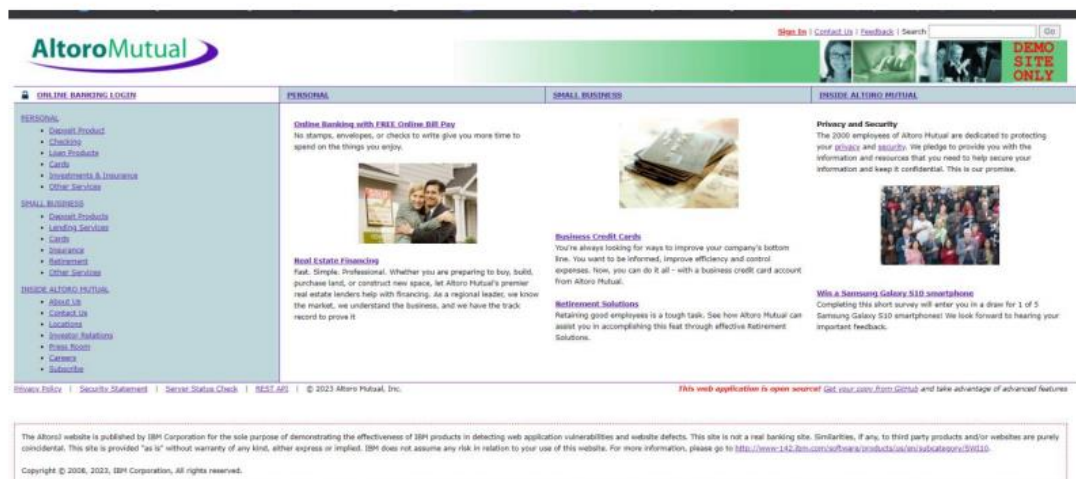 Sign In | Contact Us | Feedback | Search Go
AltoroMutual
DEMO
SITE
ONLY
ONLINE BANKING LOGIN
PERSONAL
SMALL BUSINESS
INSIDE ALTORO MUTUAL
PERSONAL
Deposit Product
Checking
Loan Products
Cards
Investments & Insurance
Other Services
SMALL BUSINESS
Deposit Products
Lending Services
Cards
Insurance
Retirement
Other Services
INSIDE ALTORO MUTUAL
About Us
Contact Us
Locations
Investor Relations
Press Room
Careers
Subscribe
Online Banking with FREE Online Bill Pay
No stamps, envelopes, or checks to write give you more time to
spend on the things you enjoy.
Real Estate Financing
Fast. Simple. Professional. Whether you are preparing to buy, build,
purchase land, or construct new space, let Altoro Mutual's premier
real estate lenders help with financing. As a regional leader, we know
the market, we understand the business, and we have the track
record to prove it
Business Credit Cards
You're always looking for ways to improve your company's bottom
line. You want to be informed, improve efficiency and control
expenses. Now, you can do it all - with a business credit card account
from Altoro Mutual.
Retirement Solutions
Retaining good employees is a tough task. See how Altoro Mutual can
assist you in accomplishing this feat through effective Retirement
Solutions.
Privacy and Security
The 2000 employees of Altoro Mutual are dedicated to protecting
your privacy and security. We pledge to provide you with the
information and resources that you need to help secure your
information and keep it confidential. This is our promise.
Win a Samsung Galaxy S10 smartphone
Completing this short survey will enter you in a draw for 1 of 5
Samsung Galaxy S10 smartphones! We look forward to hearing your
important feedback.
Privacy Policy | Security Statement | Server Status Check | REST API | © 2023 Altoro Mutual, Inc.
This web application is open source! Get your copy from GitHub and take advantage of advanced features
The AltoroJ website is published by IBM Corporation for the sole purpose of demonstrating the effectiveness of IBM products in detecting web application vulnerabilities and website defects. This site is not a real banking site. Similarities, if any, to third party products and/or websites are purely
coincidental. This site is provided "as is" without warranty of any kind, either express or implied. IBM does not assume any risk in relation to your use of this website. For more information, please go to http://www-142.ibm.com/software/products/us/en/subcategory/SWI10.
Copyright © 2008, 2023, IBM Corporation, All rights reserved.